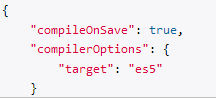 {
    "compileOnSave": true,
    "compilerOptions": {
        "target": "es5"
    }